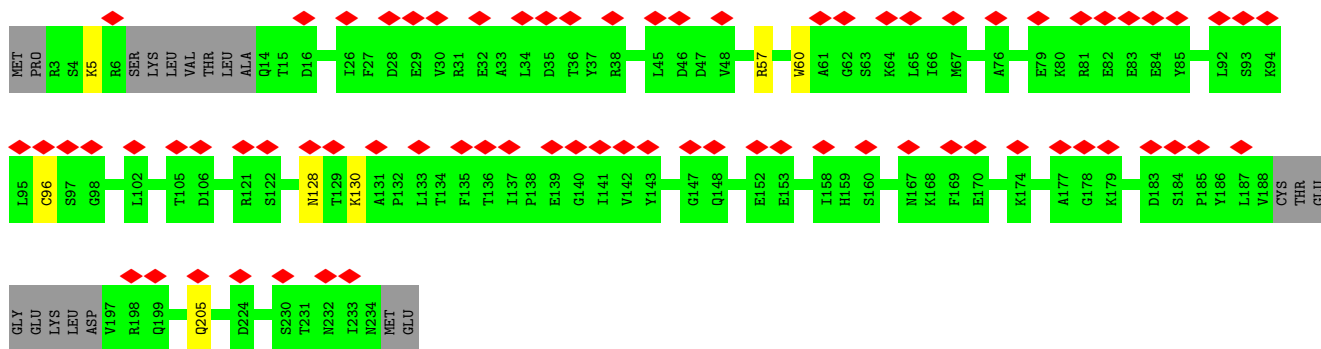 MET PRO R3 S4 K5 R6 SER LYS LEU VAL THR LEU ALA Q14 T15 D16 I26 F27 D28 E29 V30 R31 E32 A33 L34 D35 T36 Y37 R38 L45 D46 D47 V48 R57 W60 A61 G62 S63 K64 L65 I66 M67 A76 E79 K80 R81 E82 E83 E84 Y85 L92 S93 K94
L95 C96 S97 G98 L102 T105 D106 R121 S122 N128 T129 K130 A131 P132 L133 T134 F135 T136 I137 P138 E139 G140 I141 V142 Y143 G147 Q148 E152 E153 I158 H159 S160 N167 K168 F169 E170 K174 A177 G178 K179 D183 S184 P185 Y186 L187 V188 CYS THR GLU
GLY GLU LYS LEU ASP V197 R198 Q199 Q205 D224 S230 T231 N232 I233 N234 MET GLU